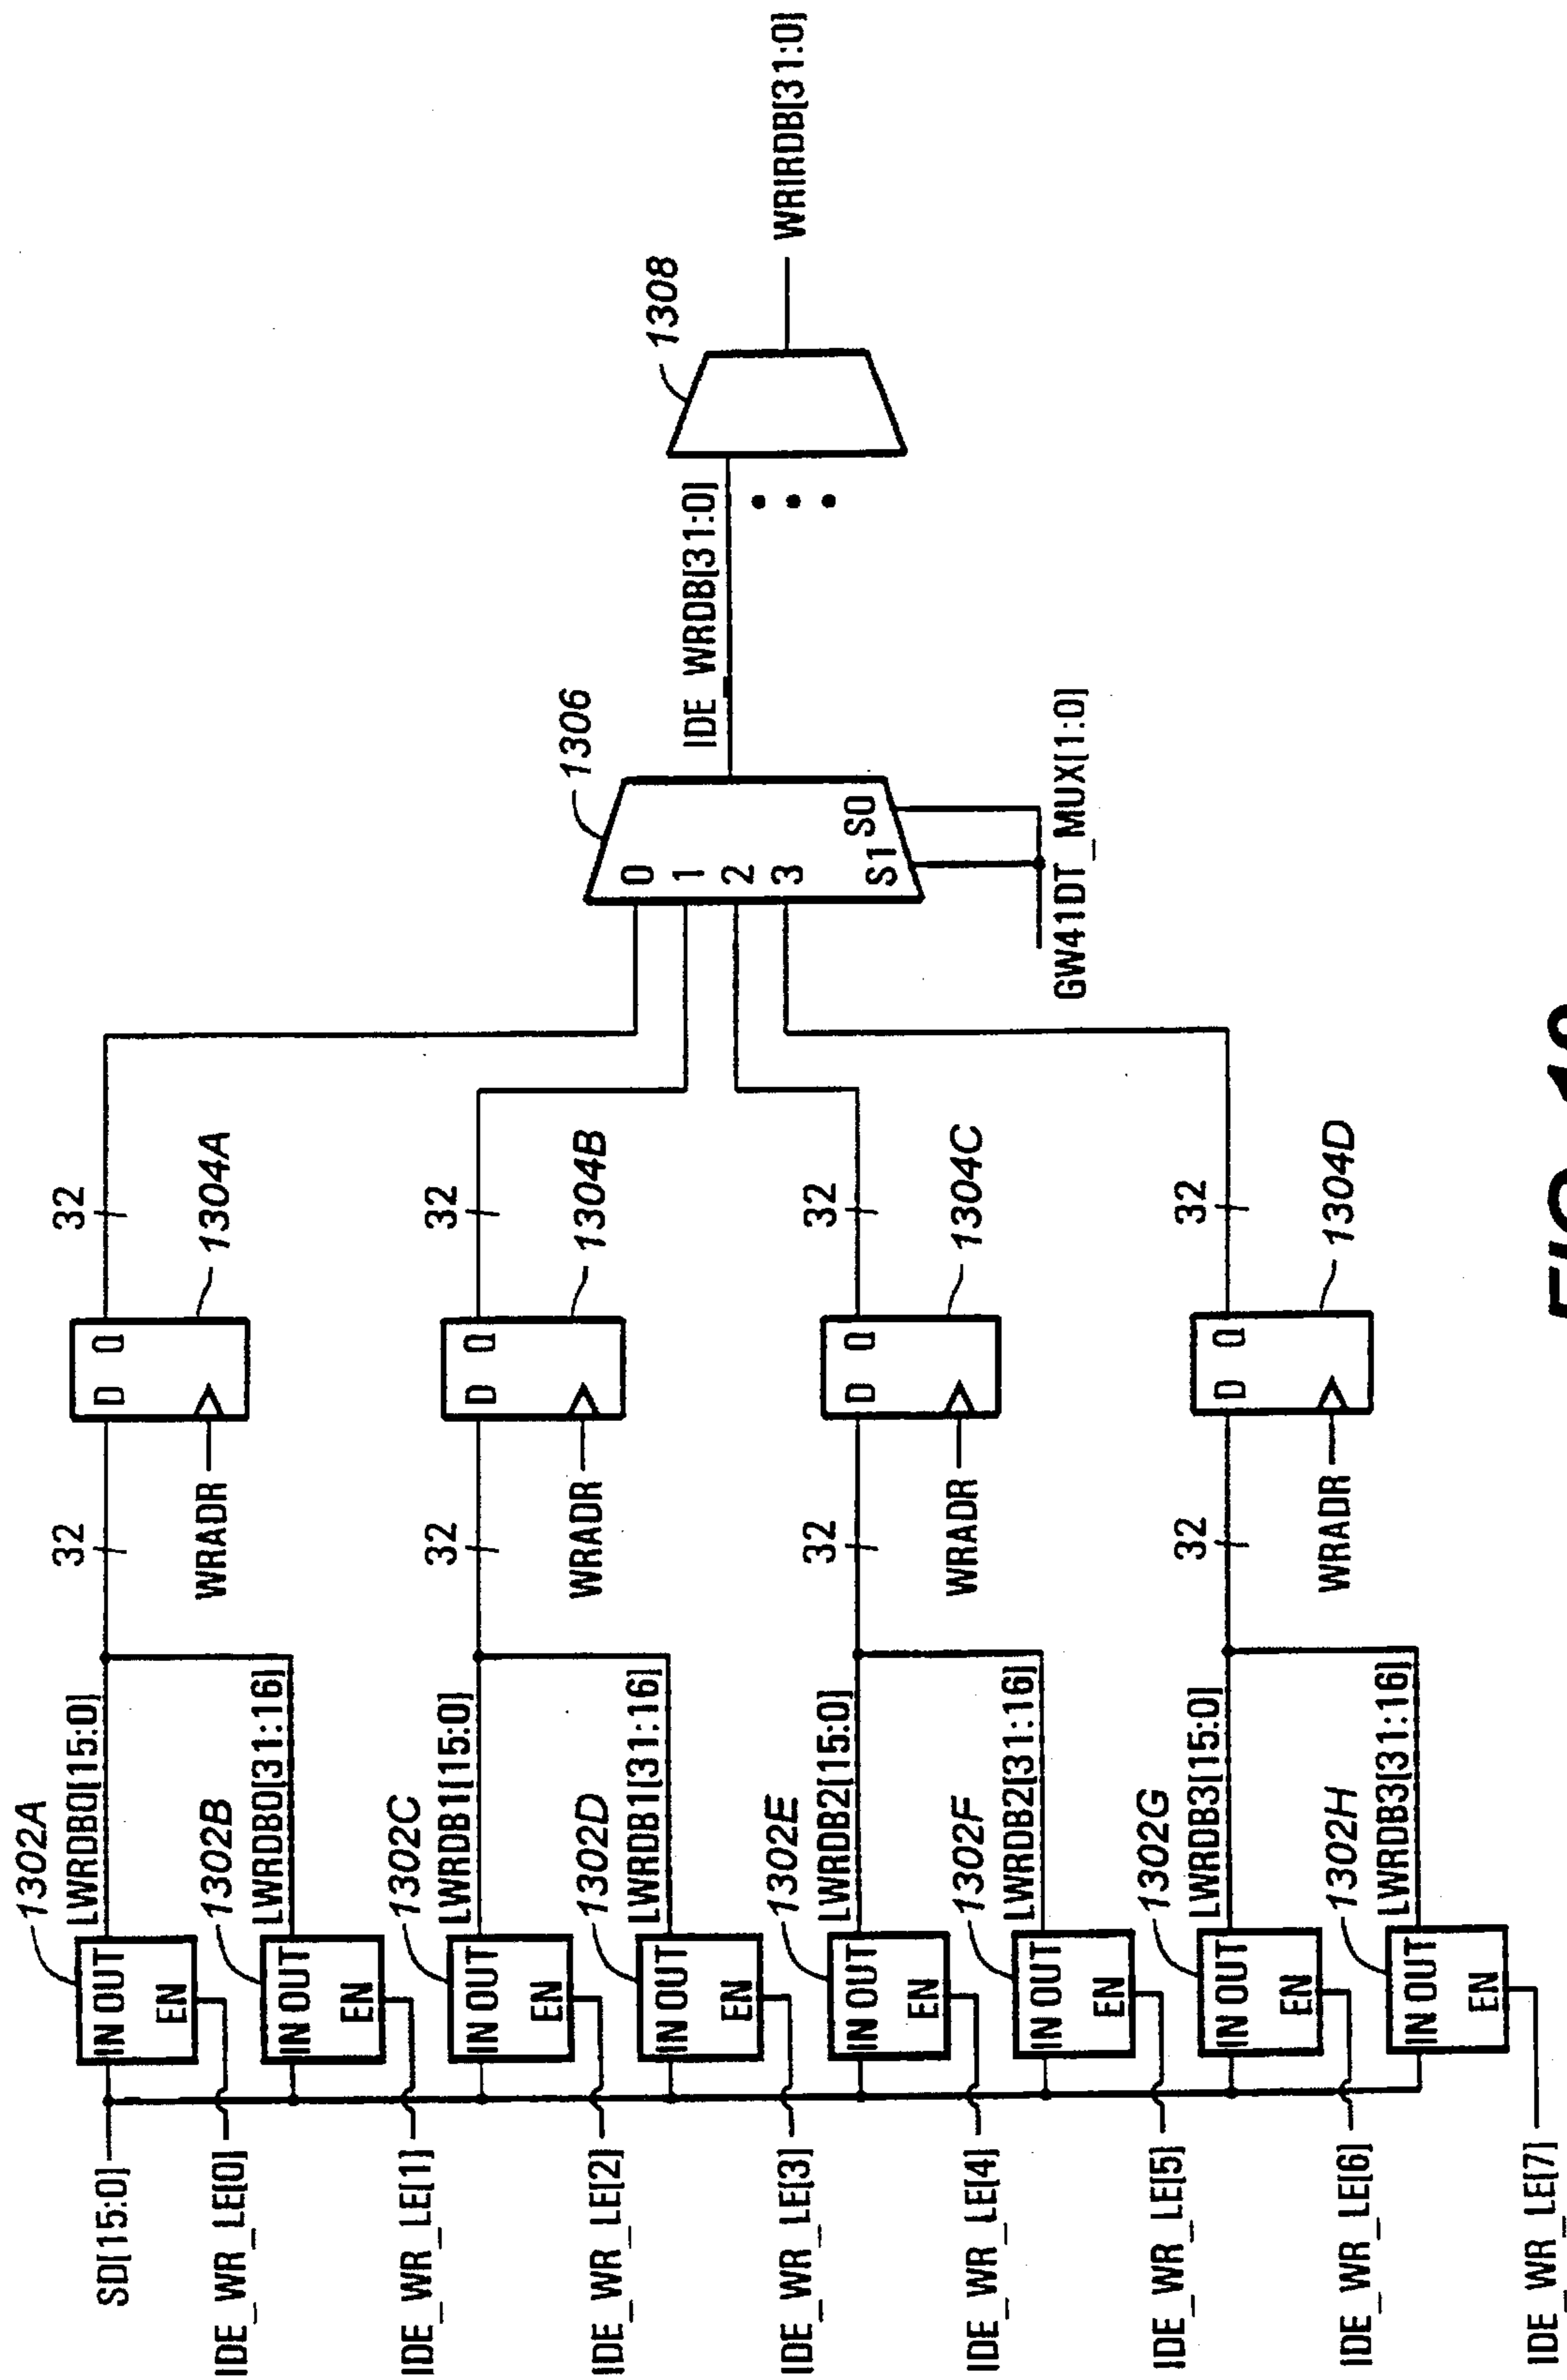 SD[15:0]
IDE_WR_LE[0]
IDE_WR_LE[1]
IDE_WR_LE[2]
IDE_WR_LE[3]
IDE_WR_LE[4]
IDE_WR_LE[5]
IDE_WR_LE[6]
IDE_WR_LE[7]
1302A
IN OUT
EN
LWRDB0[15:0]
1302B
IN OUT
EN
LWRDB0[31:16]
1302C
IN OUT
EN
LWRDB1[15:0]
1302D
IN OUT
EN
LWRDB1[31:16]
1302E
IN OUT
EN
LWRDB2[15:0]
1302F
IN OUT
EN
LWRDB2[31:16]
1302G
IN OUT
EN
LWRDB3[15:0]
1302H
IN OUT
EN
LWRDB3[31:16]
32
D Q
WRADR
1304A
32
32
D Q
WRADR
1304B
32
32
D Q
WRADR
1304C
32
32
D Q
WRADR
1304D
32
1306
0
1
2
3
S1 S0
GW41DT_MUX[1:0]
IDE_WRDB[31:0]
1308
WRIRDB[31:0]